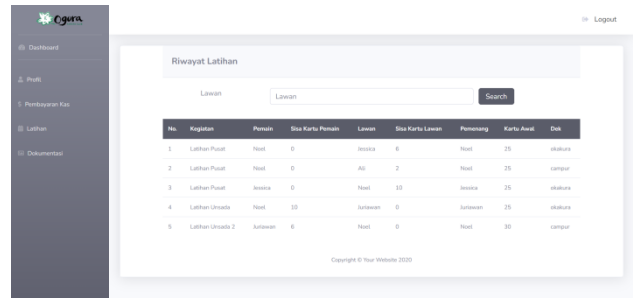 Ogura
Logout
Dashboard
Profil
Pembayaran Kas
Latihan
Dokumentasi
Riwayat Latihan
Lawan Lawan Search
No. Kegiatan Pemain Sisa Kartu Pemain Lawan Sisa Kartu Lawan Pemenang Kartu Awal Dek
1 Latihan Pusat Noel 0 Jessica 6 Noel 25 okakura
2 Latihan Pusat Noel 0 Ali 2 Noel 25 campur
3 Latihan Pusat Jessica 0 Noel 10 Jessica 25 okakura
4 Latihan Unsada Noel 10 Juriawan 0 Juriawan 25 okakura
5 Latihan Unsada 2 Juriawan 6 Noel 0 Noel 30 campur
Copyright © Your Website 2020